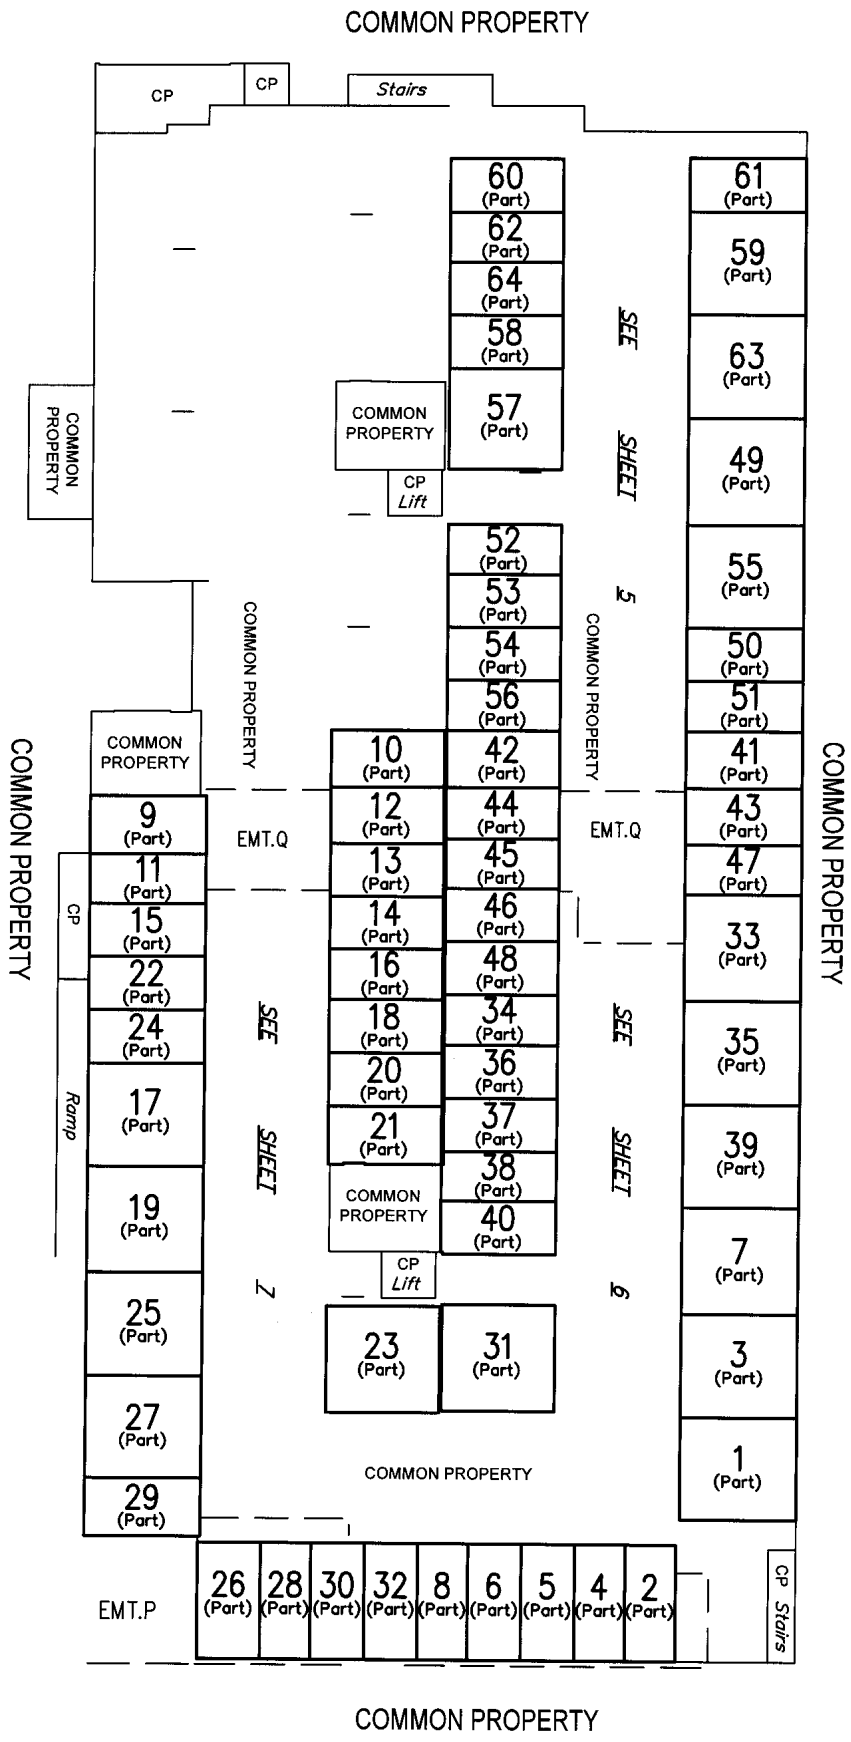 COMMON PROPERTY
CP
CP
Stairs
60
(Part)
62
(Part)
64
(Part)
58
(Part)
57
(Part)
61
(Part)
59
(Part)
63
(Part)
49
(Part)
55
(Part)
50
(Part)
51
(Part)
41
(Part)
43
(Part)
47
(Part)
33
(Part)
35
(Part)
39
(Part)
7
(Part)
3
(Part)
1
(Part)
SEE
SHEET
5
COMMON
PROPERTY
COMMON
PROPERTY
CP
Lift
52
(Part)
53
(Part)
54
(Part)
56
(Part)
42
(Part)
44
(Part)
45
(Part)
46
(Part)
48
(Part)
34
(Part)
36
(Part)
37
(Part)
38
(Part)
40
(Part)
COMMON PROPERTY
COMMON PROPERTY
COMMON PROPERTY
COMMON PROPERTY
COMMON
PROPERTY
10
(Part)
12
(Part)
13
(Part)
14
(Part)
16
(Part)
18
(Part)
20
(Part)
21
(Part)
EMT.Q
EMT.Q
9
(Part)
11
(Part)
15
(Part)
22
(Part)
24
(Part)
17
(Part)
19
(Part)
25
(Part)
27
(Part)
29
(Part)
CP
Ramp
SEE
SHEET
7
SEE
SHEET
6
COMMON
PROPERTY
CP
Lift
23
(Part)
31
(Part)
COMMON PROPERTY
EMT.P
26
(Part)
28
(Part)
30
(Part)
32
(Part)
8
(Part)
6
(Part)
5
(Part)
4
(Part)
2
(Part)
CP Stairs
COMMON PROPERTY